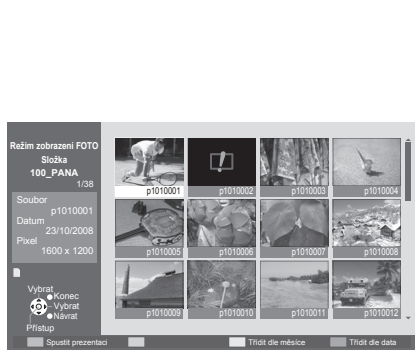 Režim zobrazení FOTO
Složka
100_PANA
1/38
Soubor
p1010001
Datum
23/10/2008
Pixel
1600 x 1200
Vybrat
Konec
Vybrat
Návrat
Přístup
p1010001
p1010002
p1010003
p1010004
p1010005
p1010006
p1010007
p1010008
p1010009
p1010010
p1010011
p1010012
Spustit prezentaci
Třídit dle měsíce
Třídit dle data